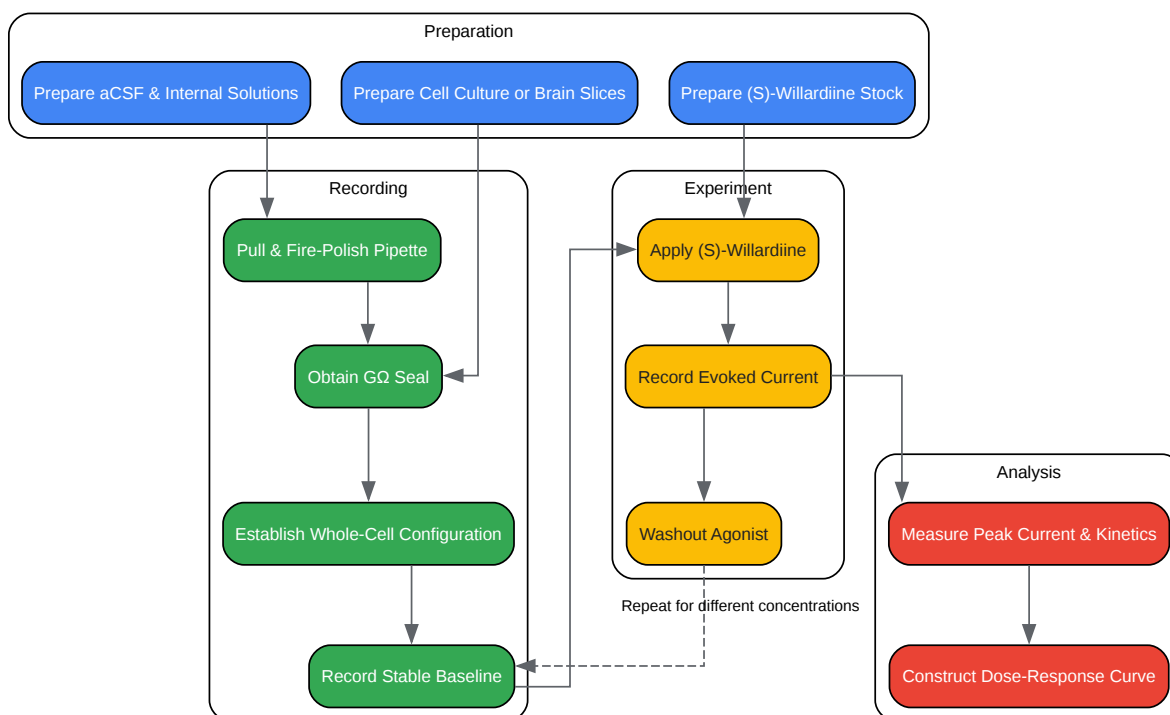 Preparation
Prepare aCSF & Internal Solutions
Prepare Cell Culture or Brain Slices
Prepare (S)-Willardiine Stock
Recording
Pull & Fire-Polish Pipette
Obtain GΩ Seal
Establish Whole-Cell Configuration
Record Stable Baseline
Experiment
Apply (S)-Willardiine
Record Evoked Current
Washout Agonist
Repeat for different concentrations
Analysis
Measure Peak Current & Kinetics
Construct Dose-Response Curve